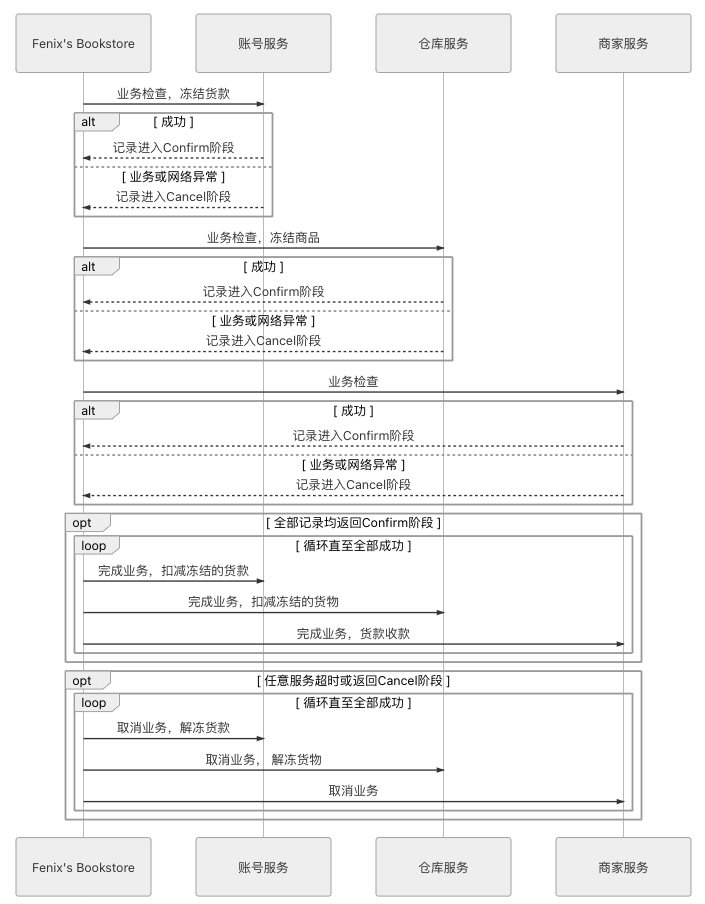 Fenix's Bookstore
账号服务
仓库服务
商家服务
业务检查，冻结货款
alt
[ 成功 ]
记录进入Confirm阶段
[ 业务或网络异常 ]
记录进入Cancel阶段
业务检查，冻结商品
alt
[ 成功 ]
记录进入Confirm阶段
[ 业务或网络异常 ]
记录进入Cancel阶段
业务检查
alt
[ 成功 ]
记录进入Confirm阶段
[ 业务或网络异常 ]
记录进入Cancel阶段
opt
[ 全部记录均返回Confirm阶段 ]
loop
[ 循环直至全部成功 ]
完成业务，扣减冻结的货款
完成业务，扣减冻结的货物
完成业务，货款收款
opt
[ 任意服务超时或返回Cancel阶段 ]
loop
[ 循环直至全部成功 ]
取消业务，解冻货款
取消业务， 解冻货物
取消业务
Fenix's Bookstore
账号服务
仓库服务
商家服务